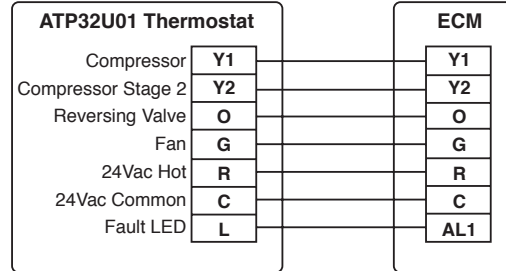 ATP32U01 Thermostat ECM
Compressor Y1 Y1
Compressor Stage 2 Y2 Y2
Reversing Valve O O
Fan G G
24Vac Hot R R
24Vac Common C C
Fault LED L AL1